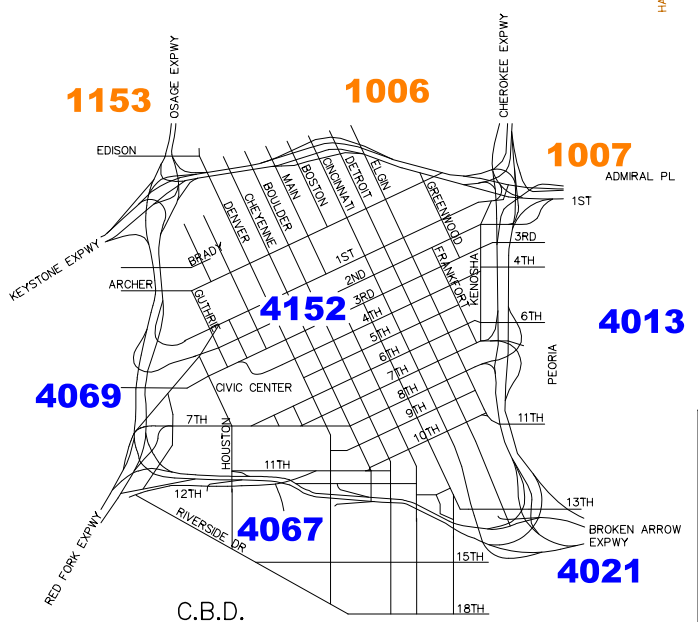 HA
OSAGE EXPWY
CHEROKEE EXPWY
1153
1006
1007
EDISON
ADMIRAL PL
1ST
ELGIN
DETROIT
CINCINNATI
BOSTON
MAIN
BOULDER
CHEYENNE
DENVER
GREENWOOD
KEYSTONE EXPWY
BRADY
1ST
3RD
FRANKFOR
KENOSHA
4TH
ARCHER
2ND
3RD
GUTHRIE
4152
4TH
6TH
4013
5TH
6TH
PEORIA
7TH
CIVIC CENTER
8TH
4069
9TH
7TH
10TH
11TH
HOUSTON
11TH
12TH
13TH
RED FORK EXPWY
RIVERSIDE DR
4067
BROKEN ARROW
EXPWY
15TH
4021
C.B.D.
18TH